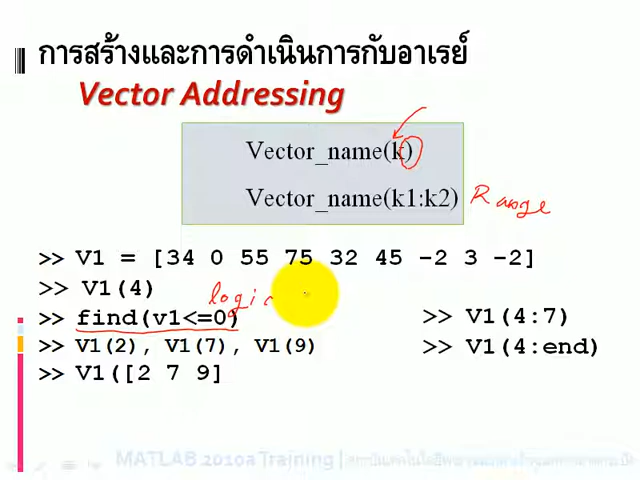 การสร้างและการดำเนินการกับอาเรย์
Vector Addressing
Vector_name(k)
Vector_name(k1:k2) Range
>> V1 = [34 0 55 75 32 45 -2 3 -2]
>> V1(4)
logic
>> find(v1<=0)
>> V1(4:7)
>> V1(2), V1(7), V1(9)
>> V1(4:end)
>> V1([2 7 9]
MATLAB 2010a Training |